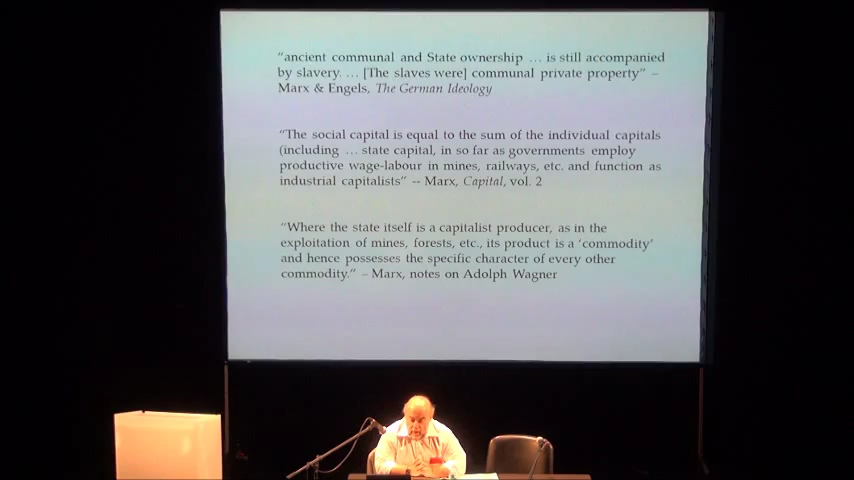 “ancient communal and State ownership … is still accompanied
by slavery. … [The slaves were] communal private property” –
Marx & Engels, The German Ideology
“The social capital is equal to the sum of the individual capitals
(including … state capital, in so far as governments employ
productive wage-labour in mines, railways, etc. and function as
industrial capitalists” -- Marx, Capital, vol. 2
“Where the state itself is a capitalist producer, as in the
exploitation of mines, forests, etc., its product is a ‘commodity’
and hence possesses the specific character of every other
commodity.” – Marx, notes on Adolph Wagner